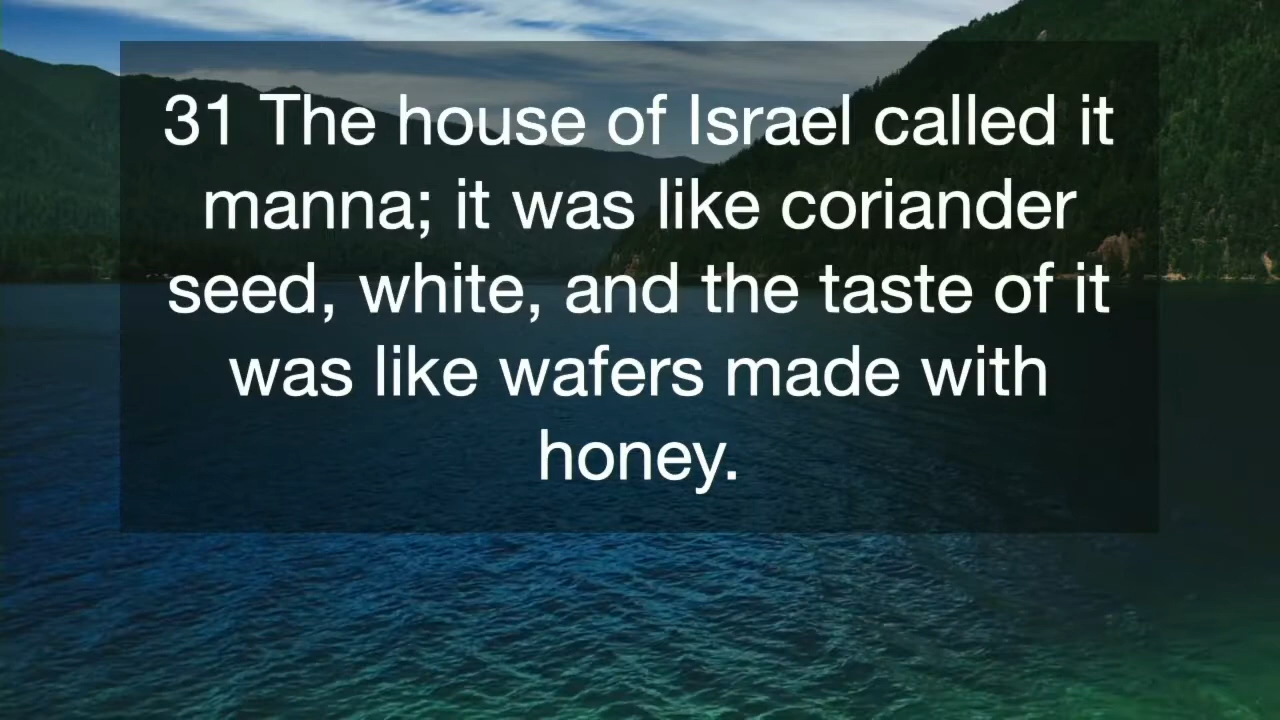 31 The house of Israel called it
manna; it was like coriander
seed, white, and the taste of it
was like wafers made with
honey.